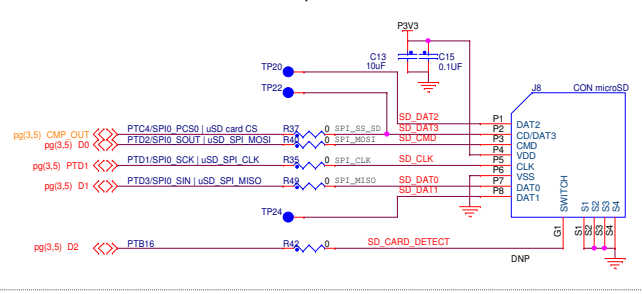 P3V3
C13
10uF
C15
0.1UF
TP20
TP22
J8
CON microSD
SD_DAT2
P1
DAT2
pg(3,5) CMP_OUT
PTC4/SPI0_PCS0 | uSD card CS
R37
0
SPI_SS_SD
SD_DAT3
P2
CD/DAT3
pg(3,5) D0
PTD2/SPI0_SOUT | uSD_SPI_MOSI
0
SPI_MOSI
SD_CMD
P3
CMD
P4
VDD
pg(3,5) PTD1
PTD1/SPI0_SCK | uSD_SPI_CLK
R35
0
SPI_CLK
SD_CLK
P5
CLK
P6
VSS
pg(3,5) D1
PTD3/SPI0_SIN | uSD_SPI_MISO
R49
0
SPI_MISO
SD_DAT0
P7
DAT0
SD_DAT1
P8
DAT1
TP24
SWITCH
S1
S2
S3
S4
G1
S1
S2
S3
S4
pg(3,5) D2
PTB16
R42
0
SD_CARD_DETECT
DNP